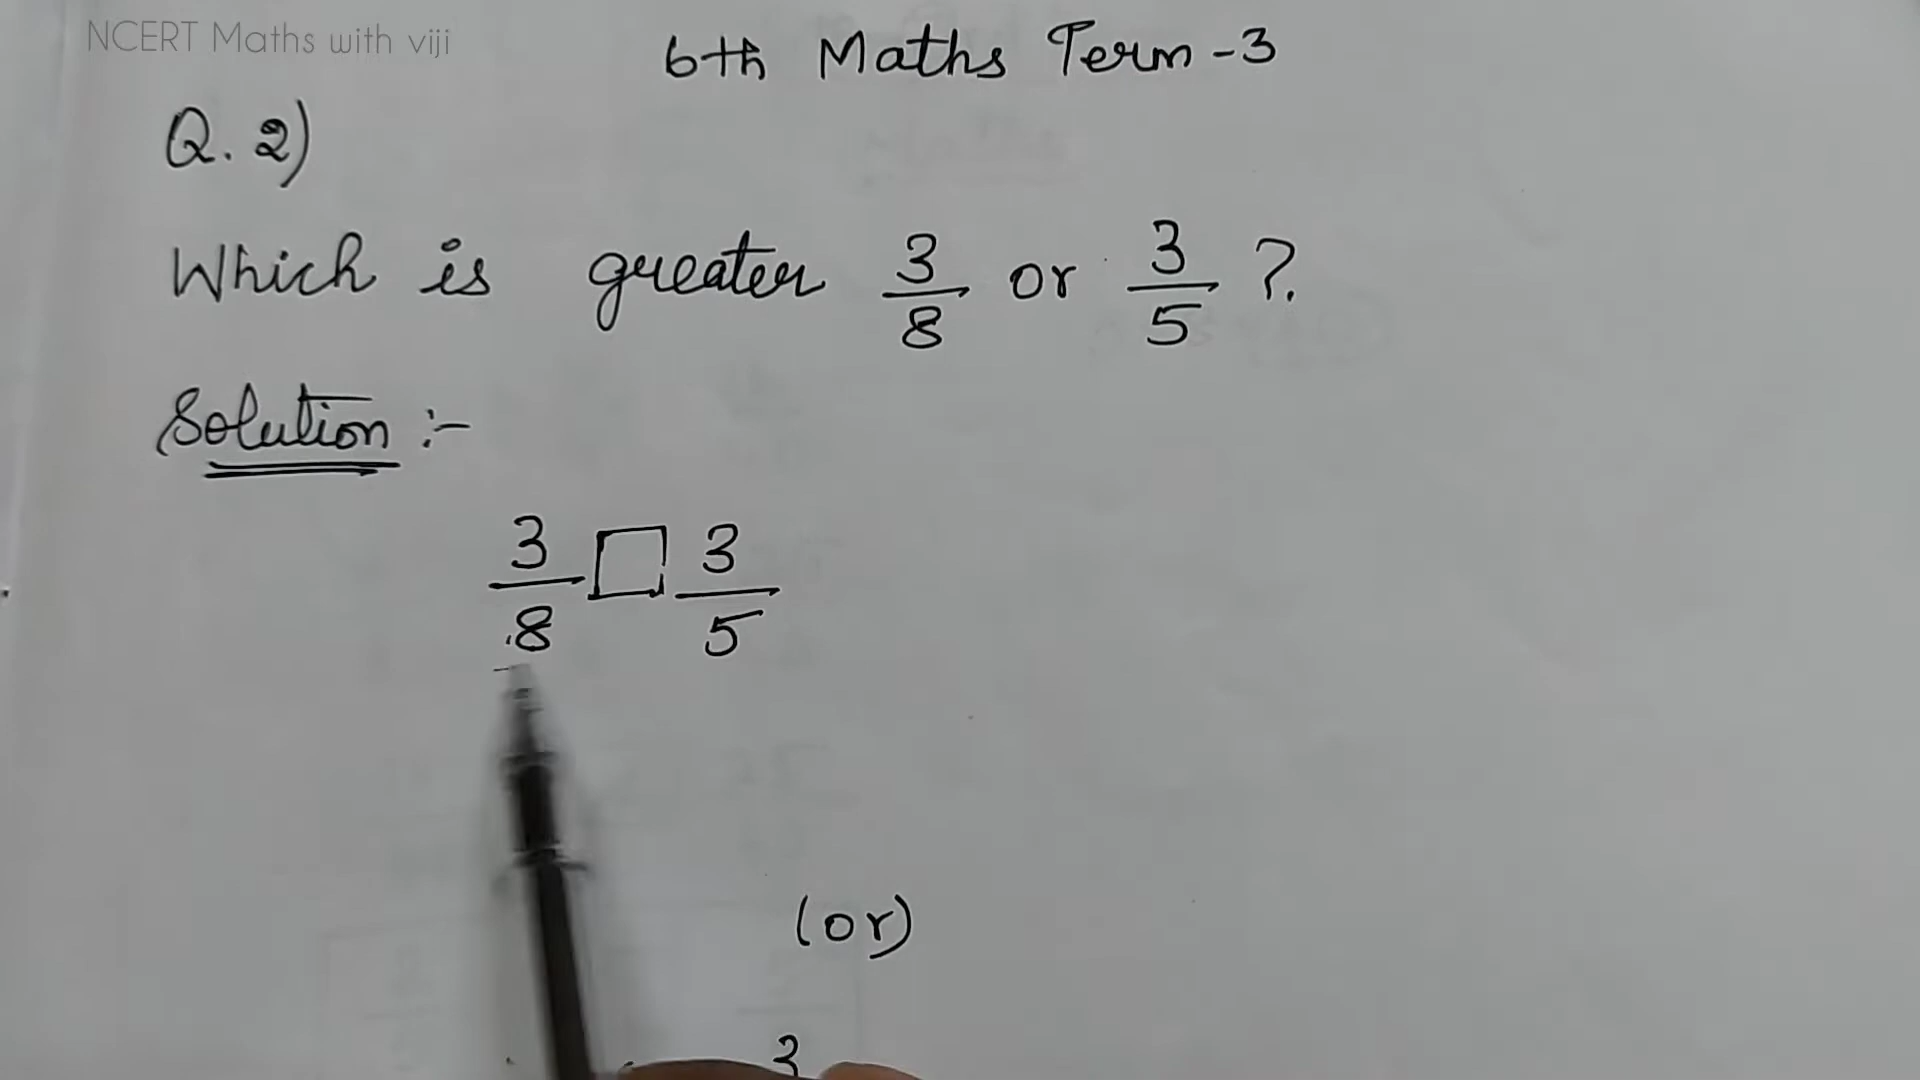 NCERT Maths with viji
6th Maths Term-3
Q. 2)
Which is greater 3/8 or 3/5 ?
Solution :-
3/8 □ 3/5
(or)
3